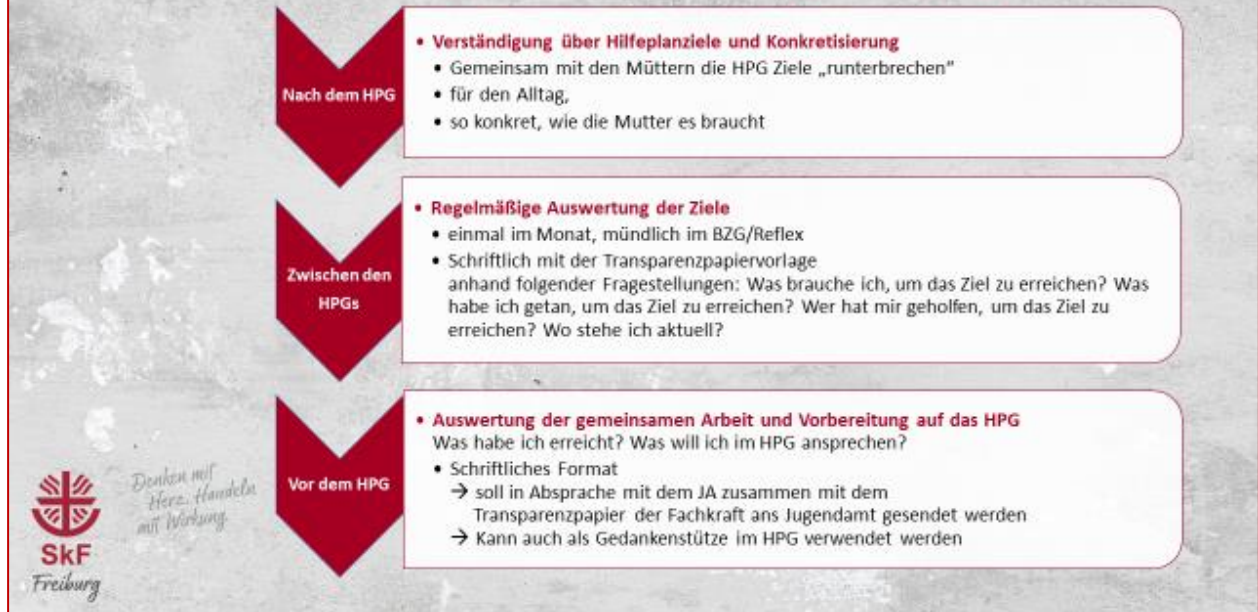 Nach dem HPG
• Verständigung über Hilfeplanziele und Konkretisierung
• Gemeinsam mit den Müttern die HPG Ziele „runterbrechen“
• für den Alltag,
• so konkret, wie die Mutter es braucht
Zwischen den
HPGs
• Regelmäßige Auswertung der Ziele
• einmal im Monat, mündlich im BZG/Reflex
• Schriftlich mit der Transparenzpapiervorlage
anhand folgender Fragestellungen: Was brauche ich, um das Ziel zu erreichen? Was
habe ich getan, um das Ziel zu erreichen? Wer hat mir geholfen, um das Ziel zu
erreichen? Wo stehe ich aktuell?
Vor dem HPG
• Auswertung der gemeinsamen Arbeit und Vorbereitung auf das HPG
Was habe ich erreicht? Was will ich im HPG ansprechen?
• Schriftliches Format
→ soll in Absprache mit dem JA zusammen mit dem
Transparenzpapier der Fachkraft ans Jugendamt gesendet werden
→ Kann auch als Gedankenstütze im HPG verwendet werden
SkF
Freiburg
Denken mit
Herz. Handeln
mit Wirkung.